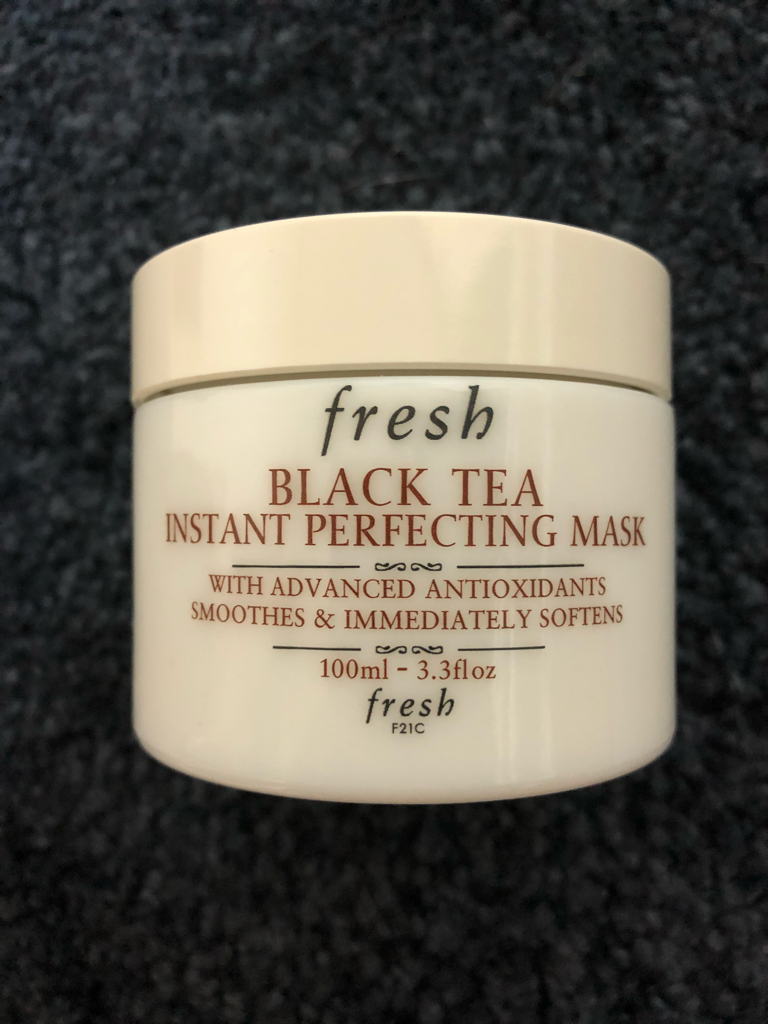 fresh
BLACK TEA
INSTANT PERFECTING MASK
WITH ADVANCED ANTIOXIDANTS
SMOOTHES & IMMEDIATELY SOFTENS
100ml - 3.3fl oz
fresh
F21C